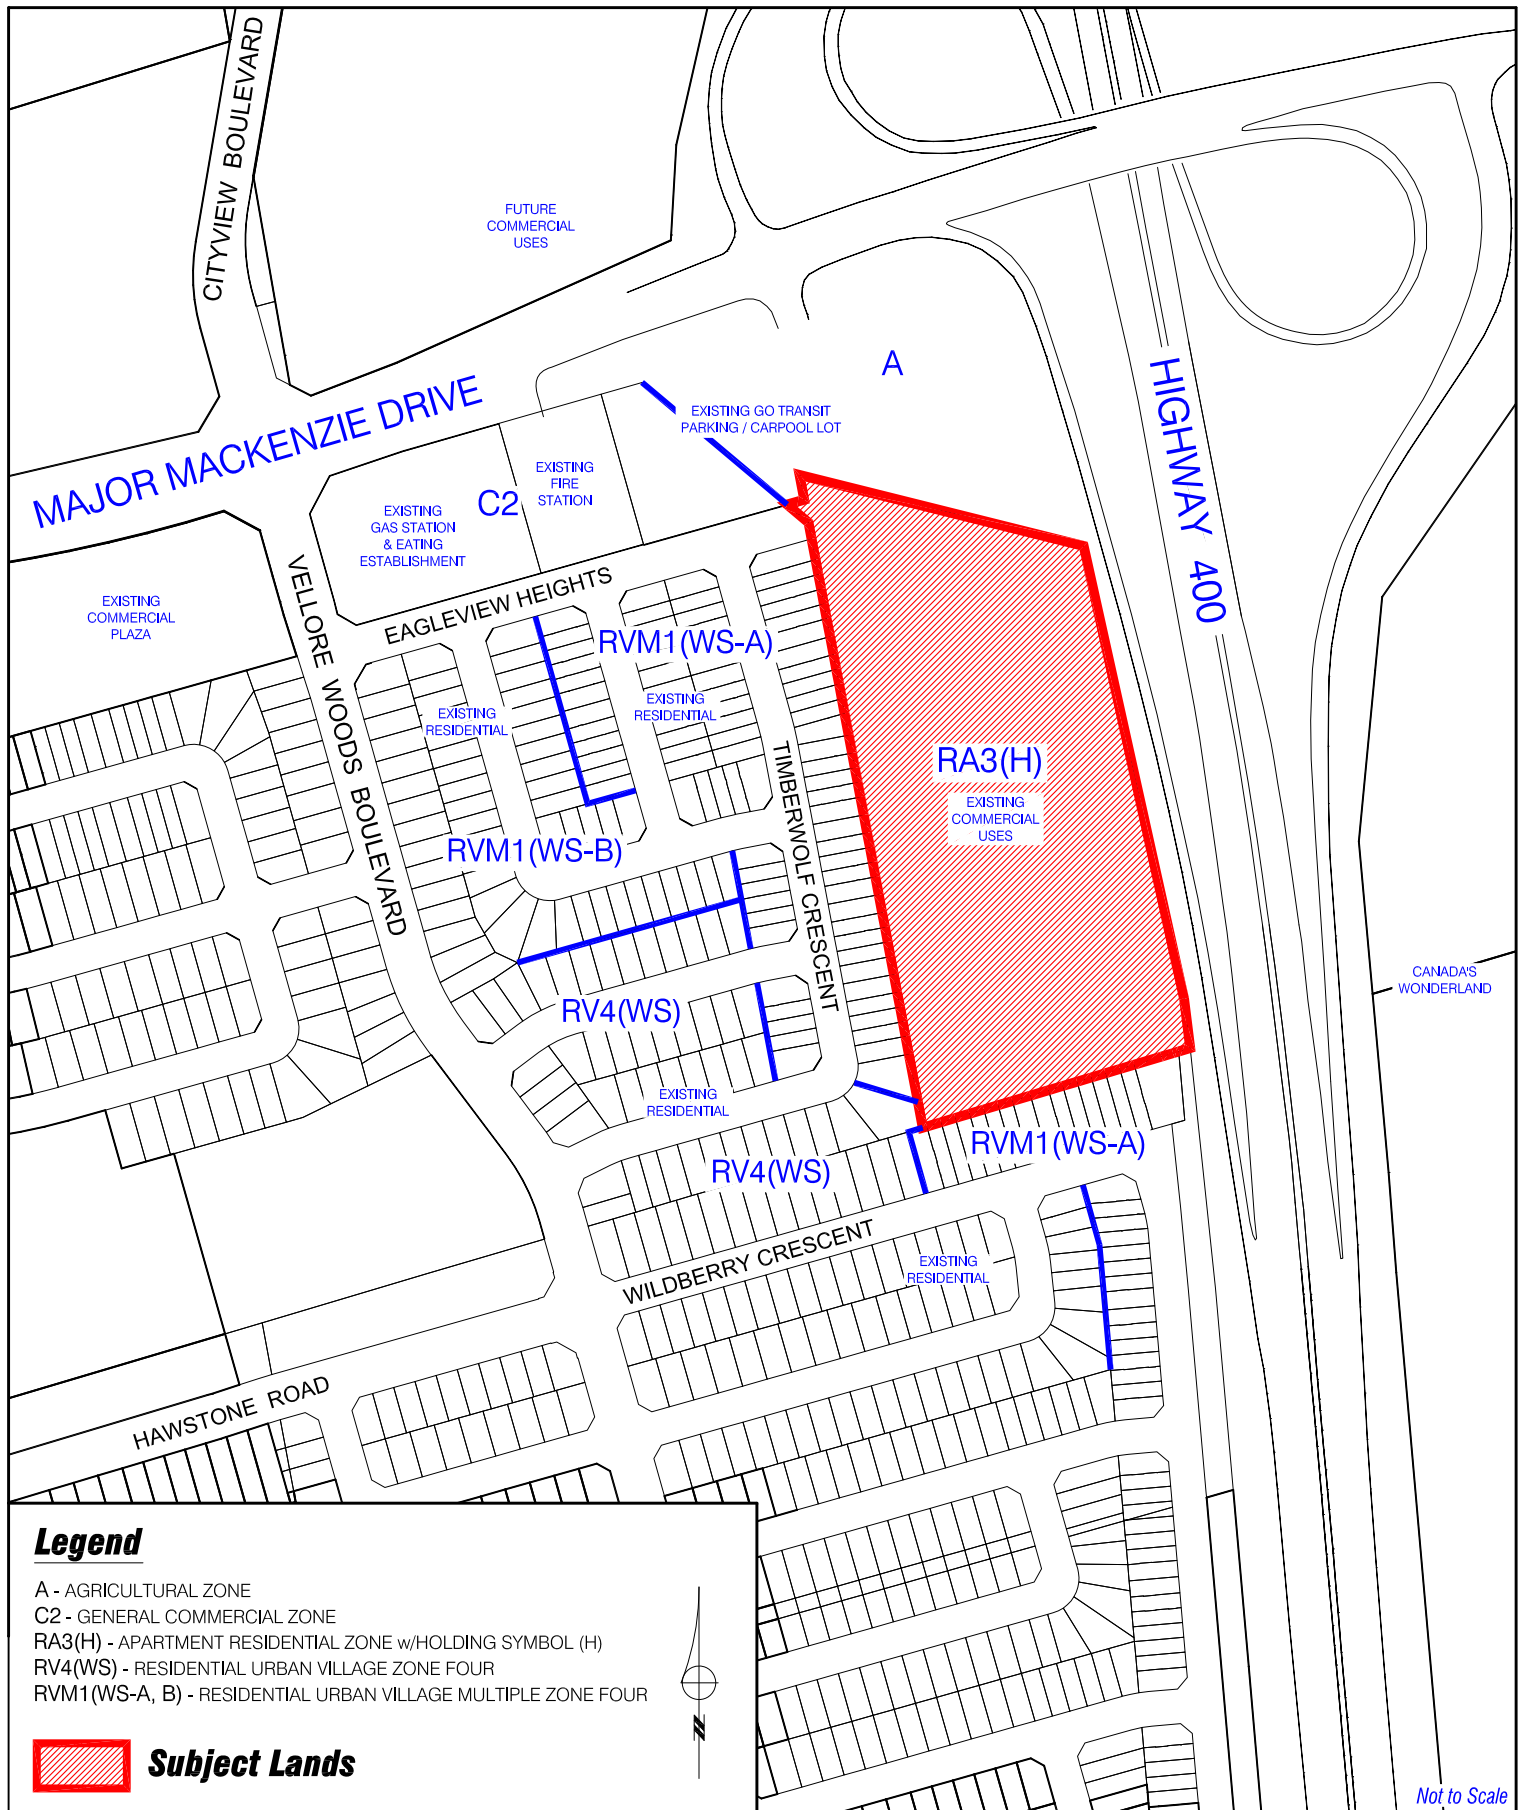 CITYVIEW BOULEVARD
FUTURE
COMMERCIAL
USES
A
HIGHWAY 400
MAJOR MACKENZIE DRIVE
EXISTING GO TRANSIT
PARKING / CARPOOL LOT
EXISTING
FIRE
STATION
C2
EXISTING
GAS STATION
& EATING
ESTABLISHMENT
EXISTING
COMMERCIAL
PLAZA
VELLORE WOODS BOULEVARD
EAGLEVIEW HEIGHTS
RVM1(WS-A)
EXISTING
RESIDENTIAL
EXISTING
RESIDENTIAL
TIMBERWOLF CRESCENT
RA3(H)
EXISTING
COMMERCIAL
USES
RVM1(WS-B)
CANADA'S
WONDERLAND
RV4(WS)
EXISTING
RESIDENTIAL
RVM1(WS-A)
RV4(WS)
WILDBERRY CRESCENT
EXISTING
RESIDENTIAL
HAWSTONE ROAD
Legend
A - AGRICULTURAL ZONE
C2 - GENERAL COMMERCIAL ZONE
RA3(H) - APARTMENT RESIDENTIAL ZONE w/HOLDING SYMBOL (H)
RV4(WS) - RESIDENTIAL URBAN VILLAGE ZONE FOUR
RVM1(WS-A, B) - RESIDENTIAL URBAN VILLAGE MULTIPLE ZONE FOUR
N
Subject Lands
Not to Scale